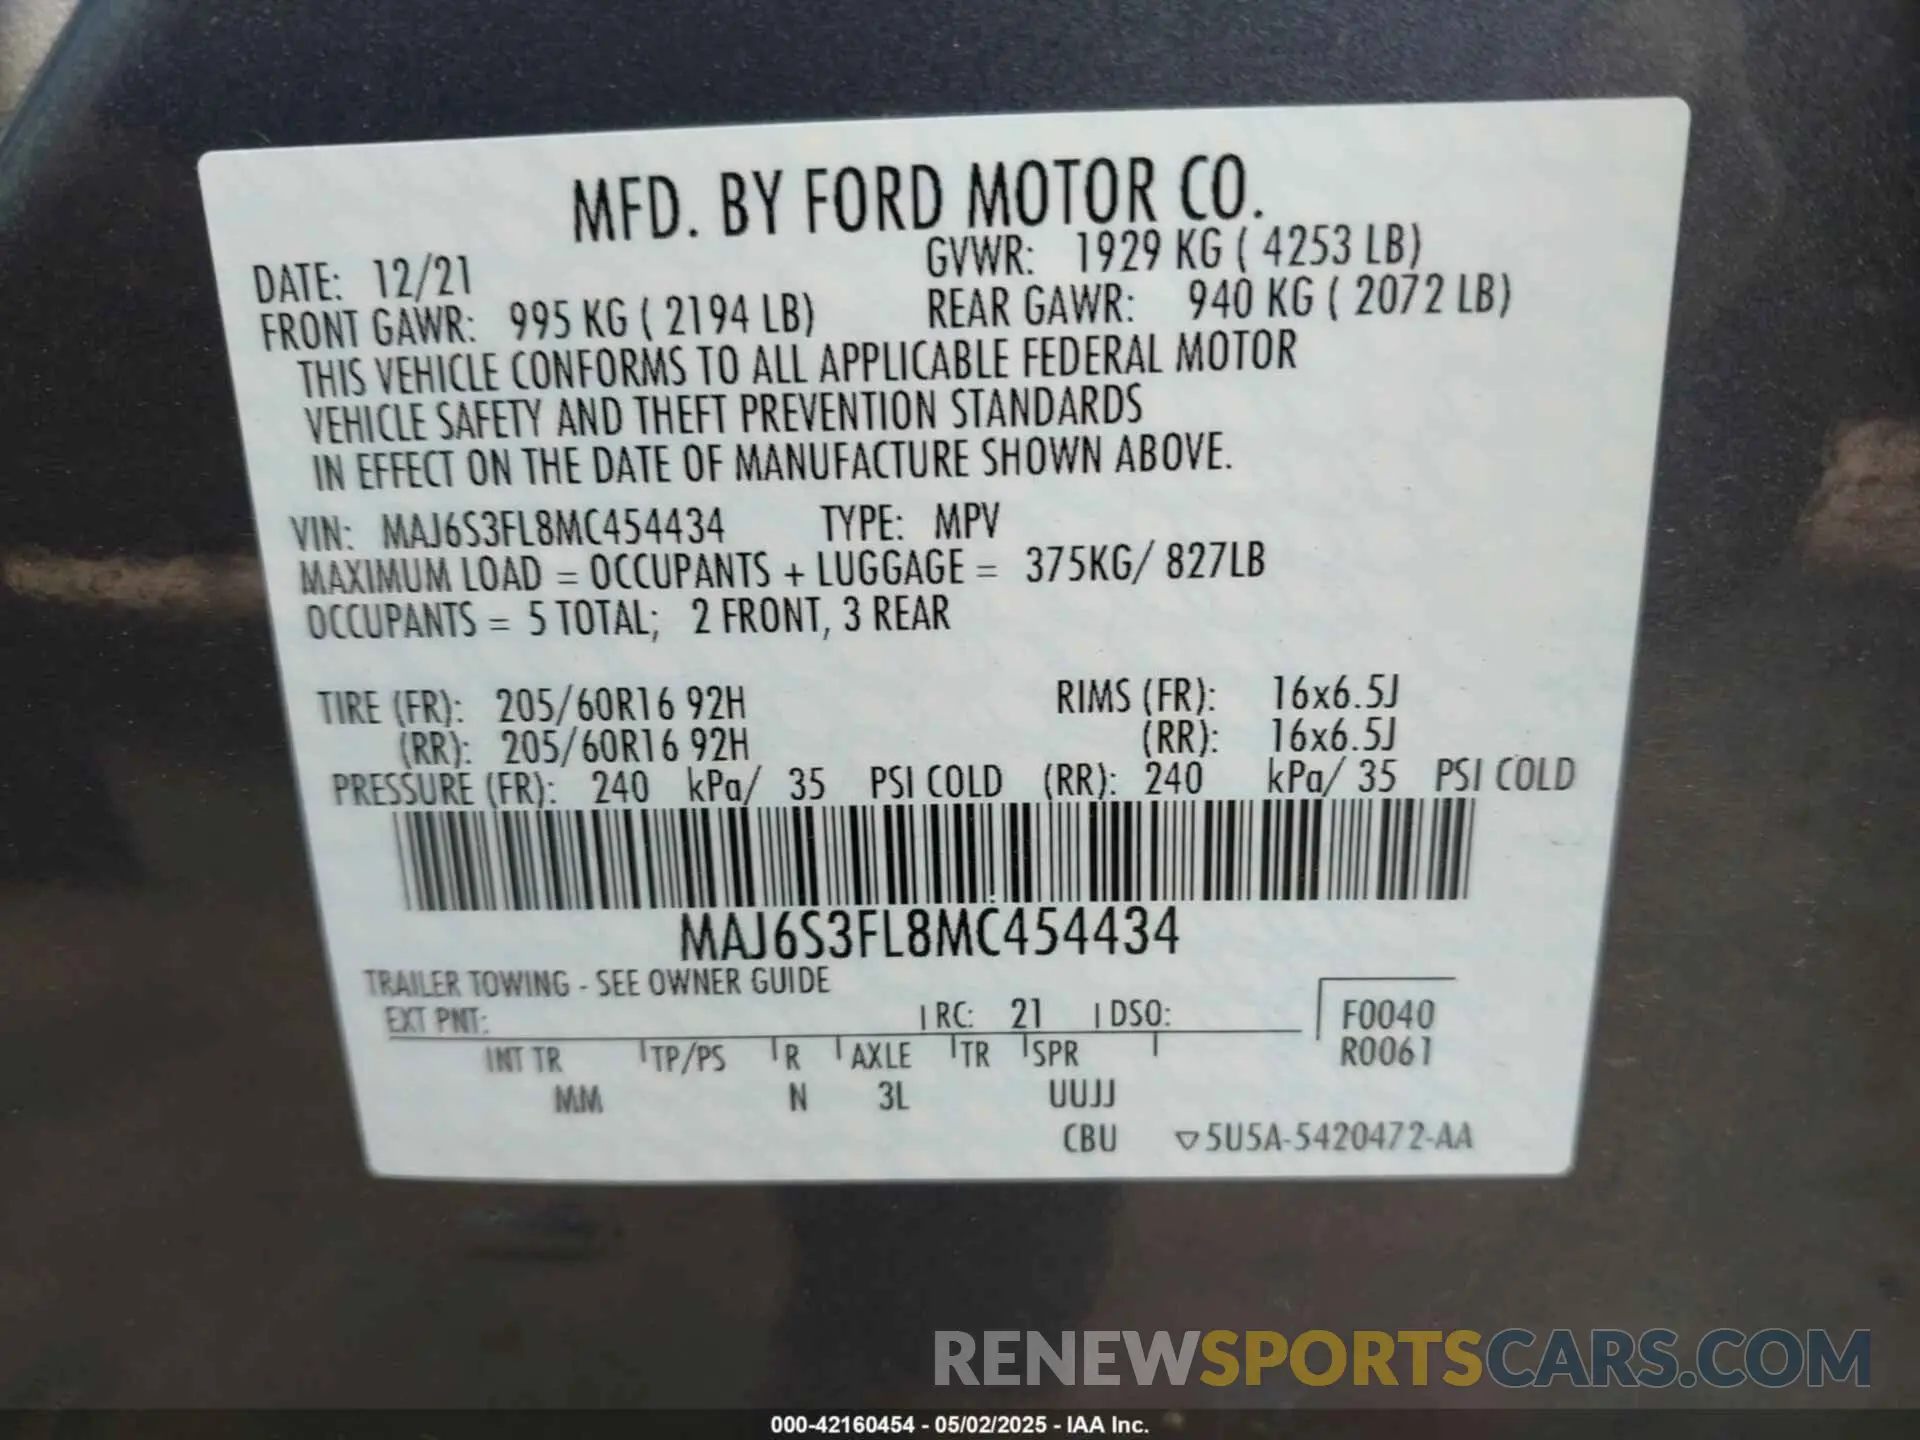 MFD. BY FORD MOTOR CO.
DATE: 12/21 GVWR: 1929 KG ( 4253 LB)
FRONT GAWR: 995 KG ( 2194 LB) REAR GAWR: 940 KG ( 2072 LB)
THIS VEHICLE CONFORMS TO ALL APPLICABLE FEDERAL MOTOR
VEHICLE SAFETY AND THEFT PREVENTION STANDARDS
IN EFFECT ON THE DATE OF MANUFACTURE SHOWN ABOVE.
VIN: MAJ6S3FL8MC454434 TYPE: MPV
MAXIMUM LOAD = OCCUPANTS + LUGGAGE = 375KG/ 827LB
OCCUPANTS = 5 TOTAL; 2 FRONT, 3 REAR
TIRE (FR): 205/60R16 92H RIMS (FR): 16x6.5J
(RR): 205/60R16 92H (RR): 16x6.5J
PRESSURE (FR): 240 kPa/ 35 PSI COLD (RR): 240 kPa/ 35 PSI COLD
MAJ6S3FL8MC454434
TRAILER TOWING - SEE OWNER GUIDE
EXT PNT: RC: 21 DSO: F0040
INT TR TP/PS R AXLE TR SPR R0061
MM N 3L UUJJ
CBU ▽5U5A-5420472-AA
RENEWSPORTSCARS.COM
000-42160454 - 05/02/2025 - IAA Inc.